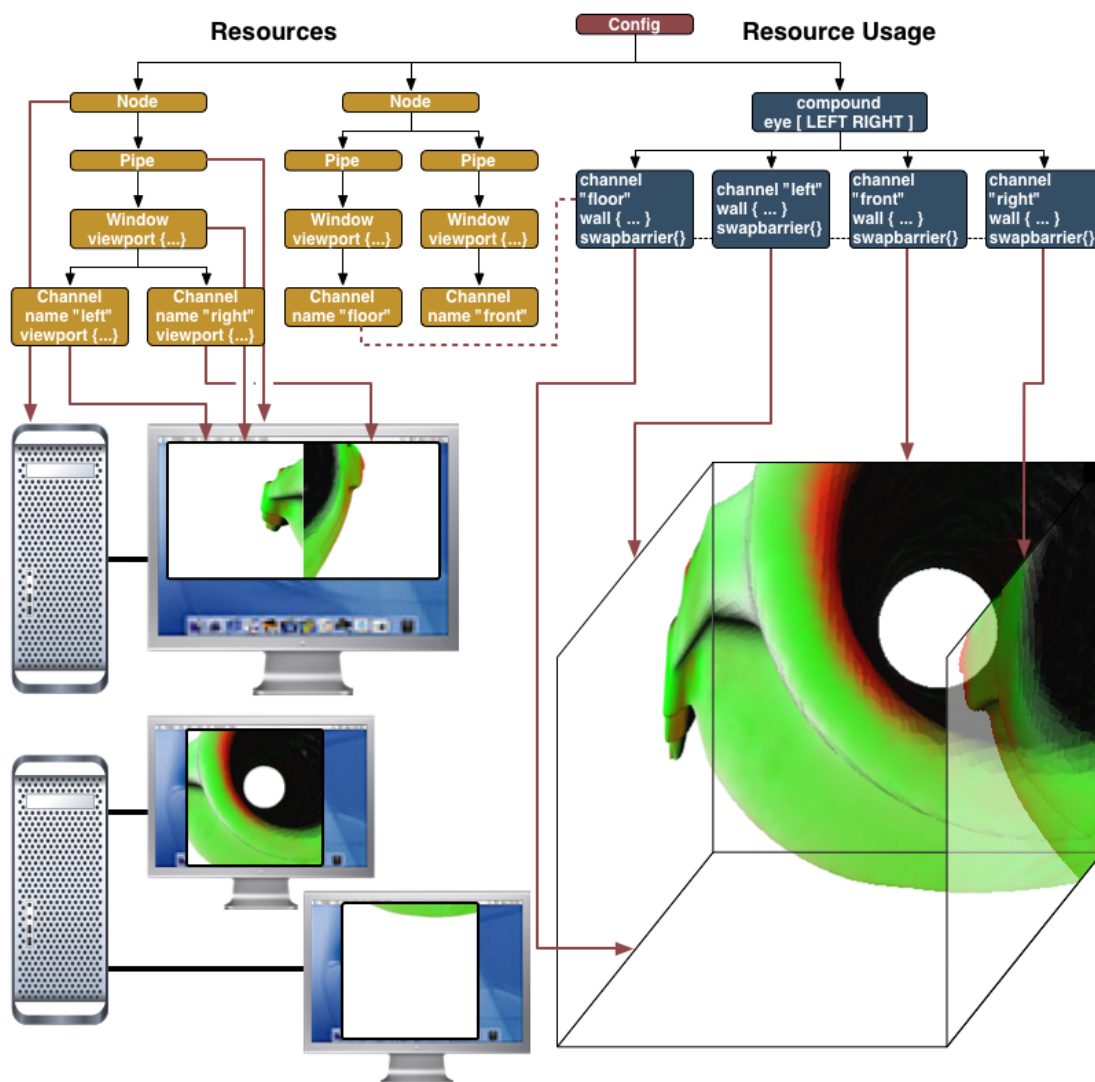 Resources
Config
Resource Usage
Node
Node
compound
eye [ LEFT RIGHT ]
Pipe
Pipe
Pipe
channel
"floor"
wall { ... }
swapbarrier{}
channel "left"
wall { ... }
swapbarrier{}
channel
"front"
wall { ... }
swapbarrier{}
channel
"right"
wall { ... }
swapbarrier{}
Window
viewport {...}
Window
viewport {...}
Window
viewport {...}
Channel
name "left"
viewport {...}
Channel
name "right"
viewport {...}
Channel
name "floor"
Channel
name "front"